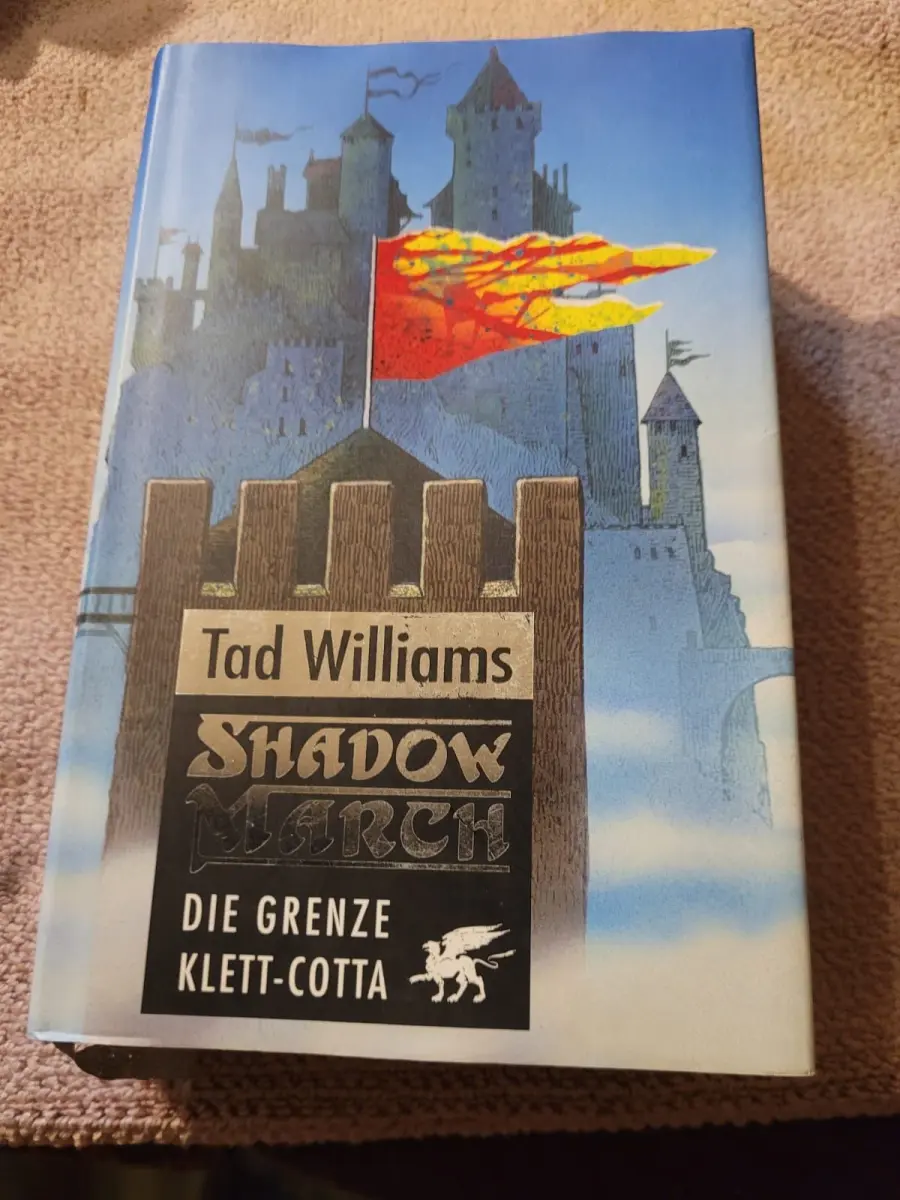 Tad Williams
SHADOW
MARCH
DIE GRENZE
KLETT-COTTA